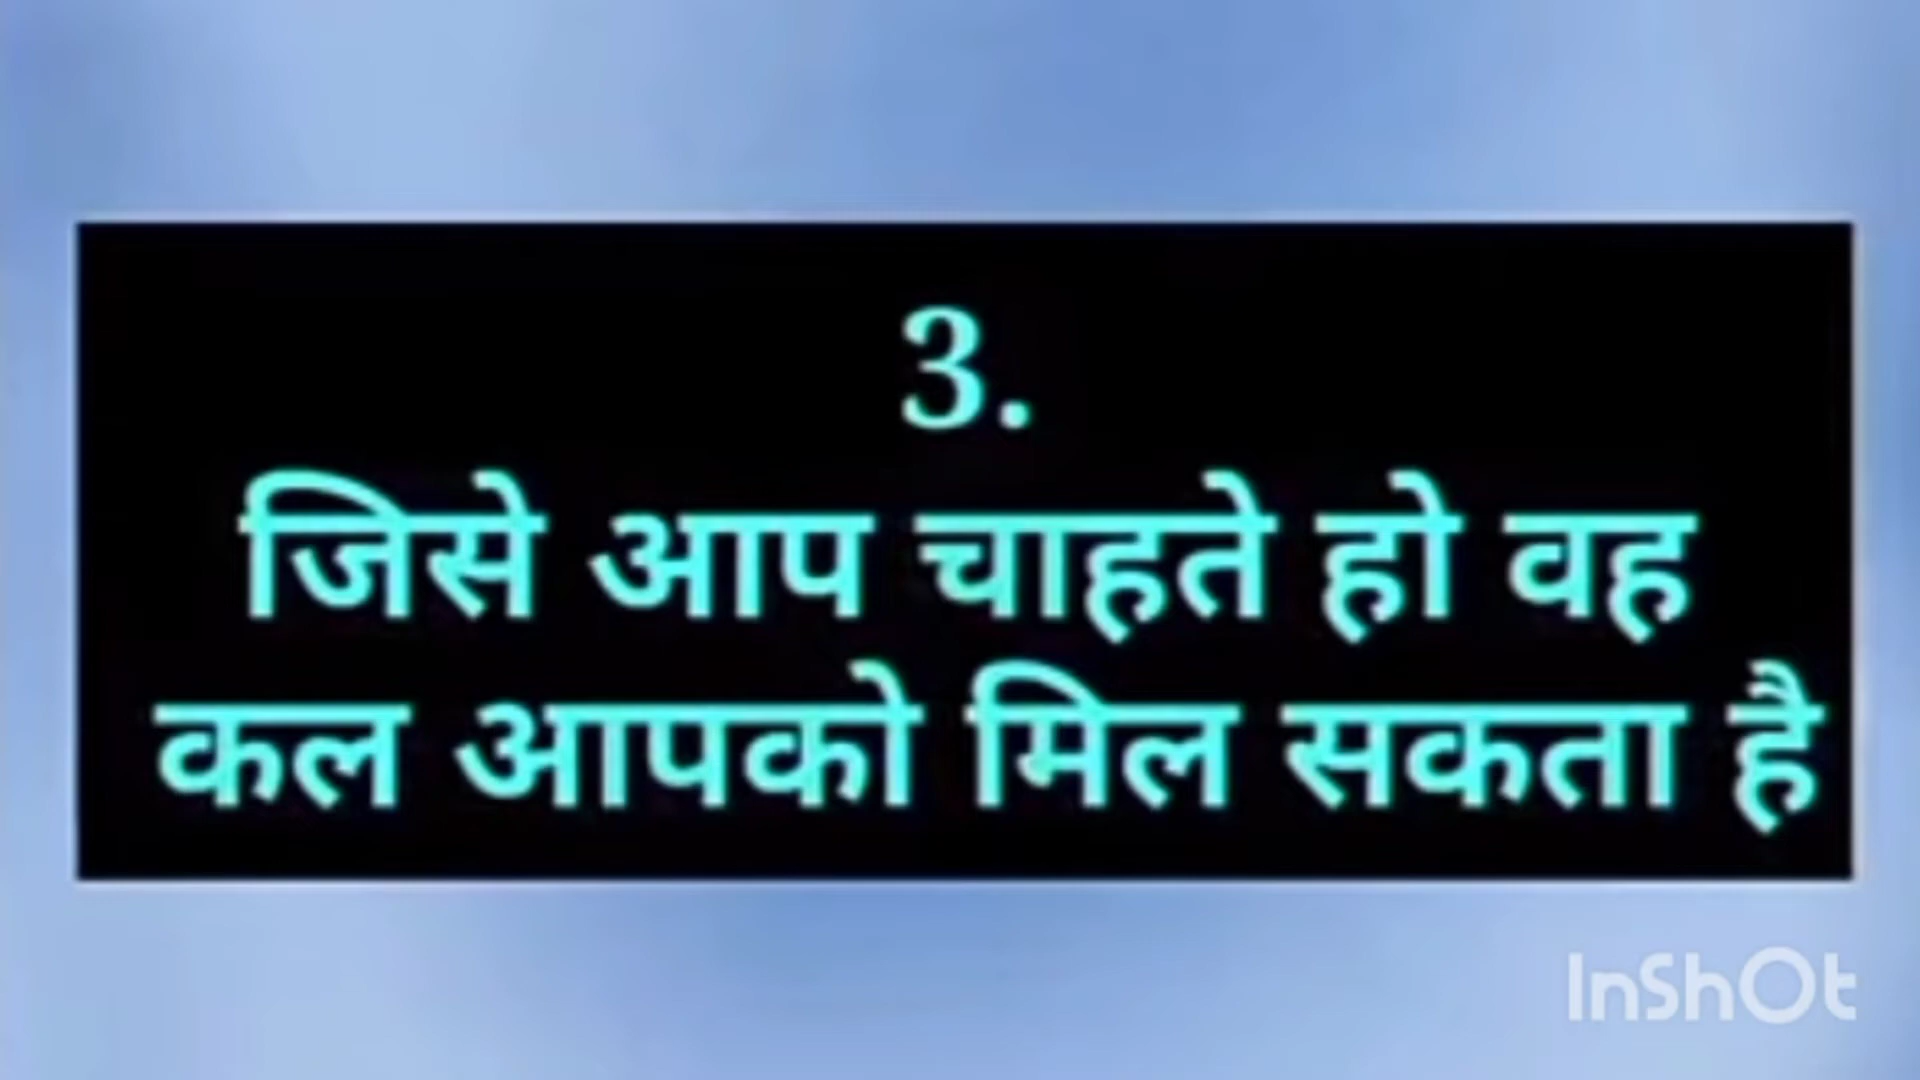 3.
जिसे आप चाहते हो वह
कल आपको मिल सकता है
InShOt